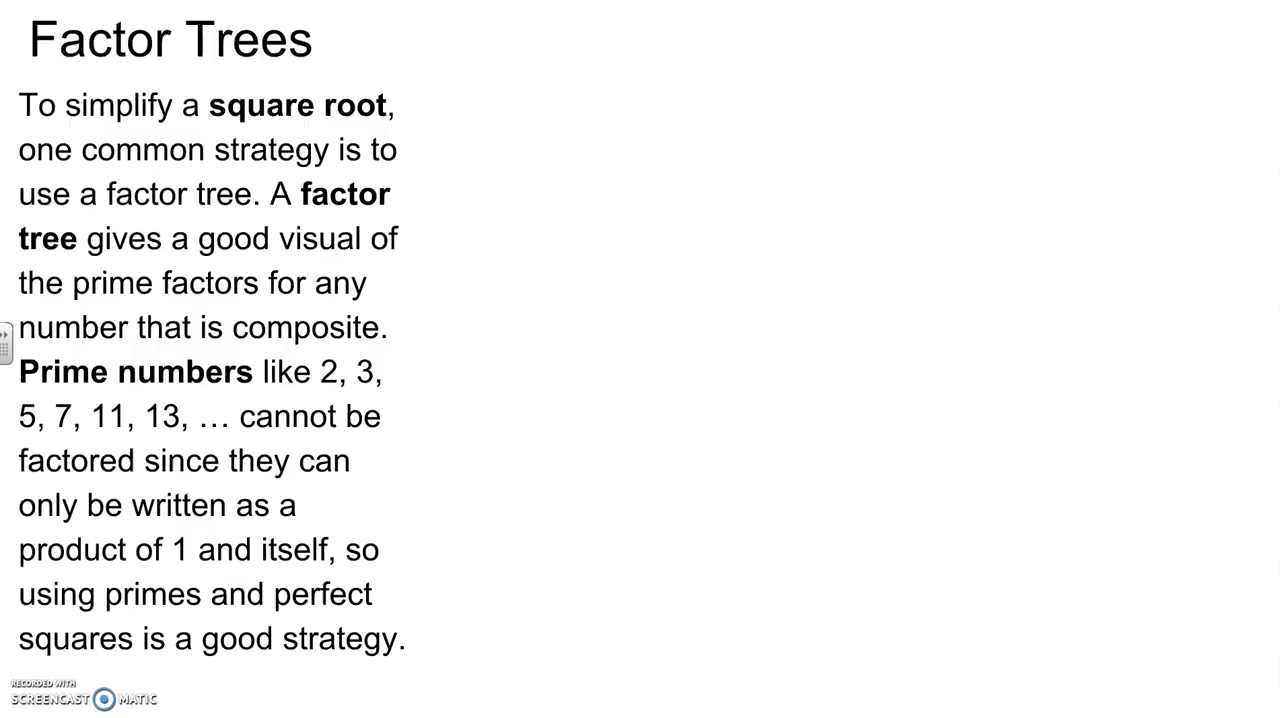 Factor Trees
To simplify a square root,
one common strategy is to
use a factor tree. A factor
tree gives a good visual of
the prime factors for any
number that is composite.
Prime numbers like 2, 3,
5, 7, 11, 13, … cannot be
factored since they can
only be written as a
product of 1 and itself, so
using primes and perfect
squares is a good strategy.
RECORDED WITH
SCREENCAST MATIC